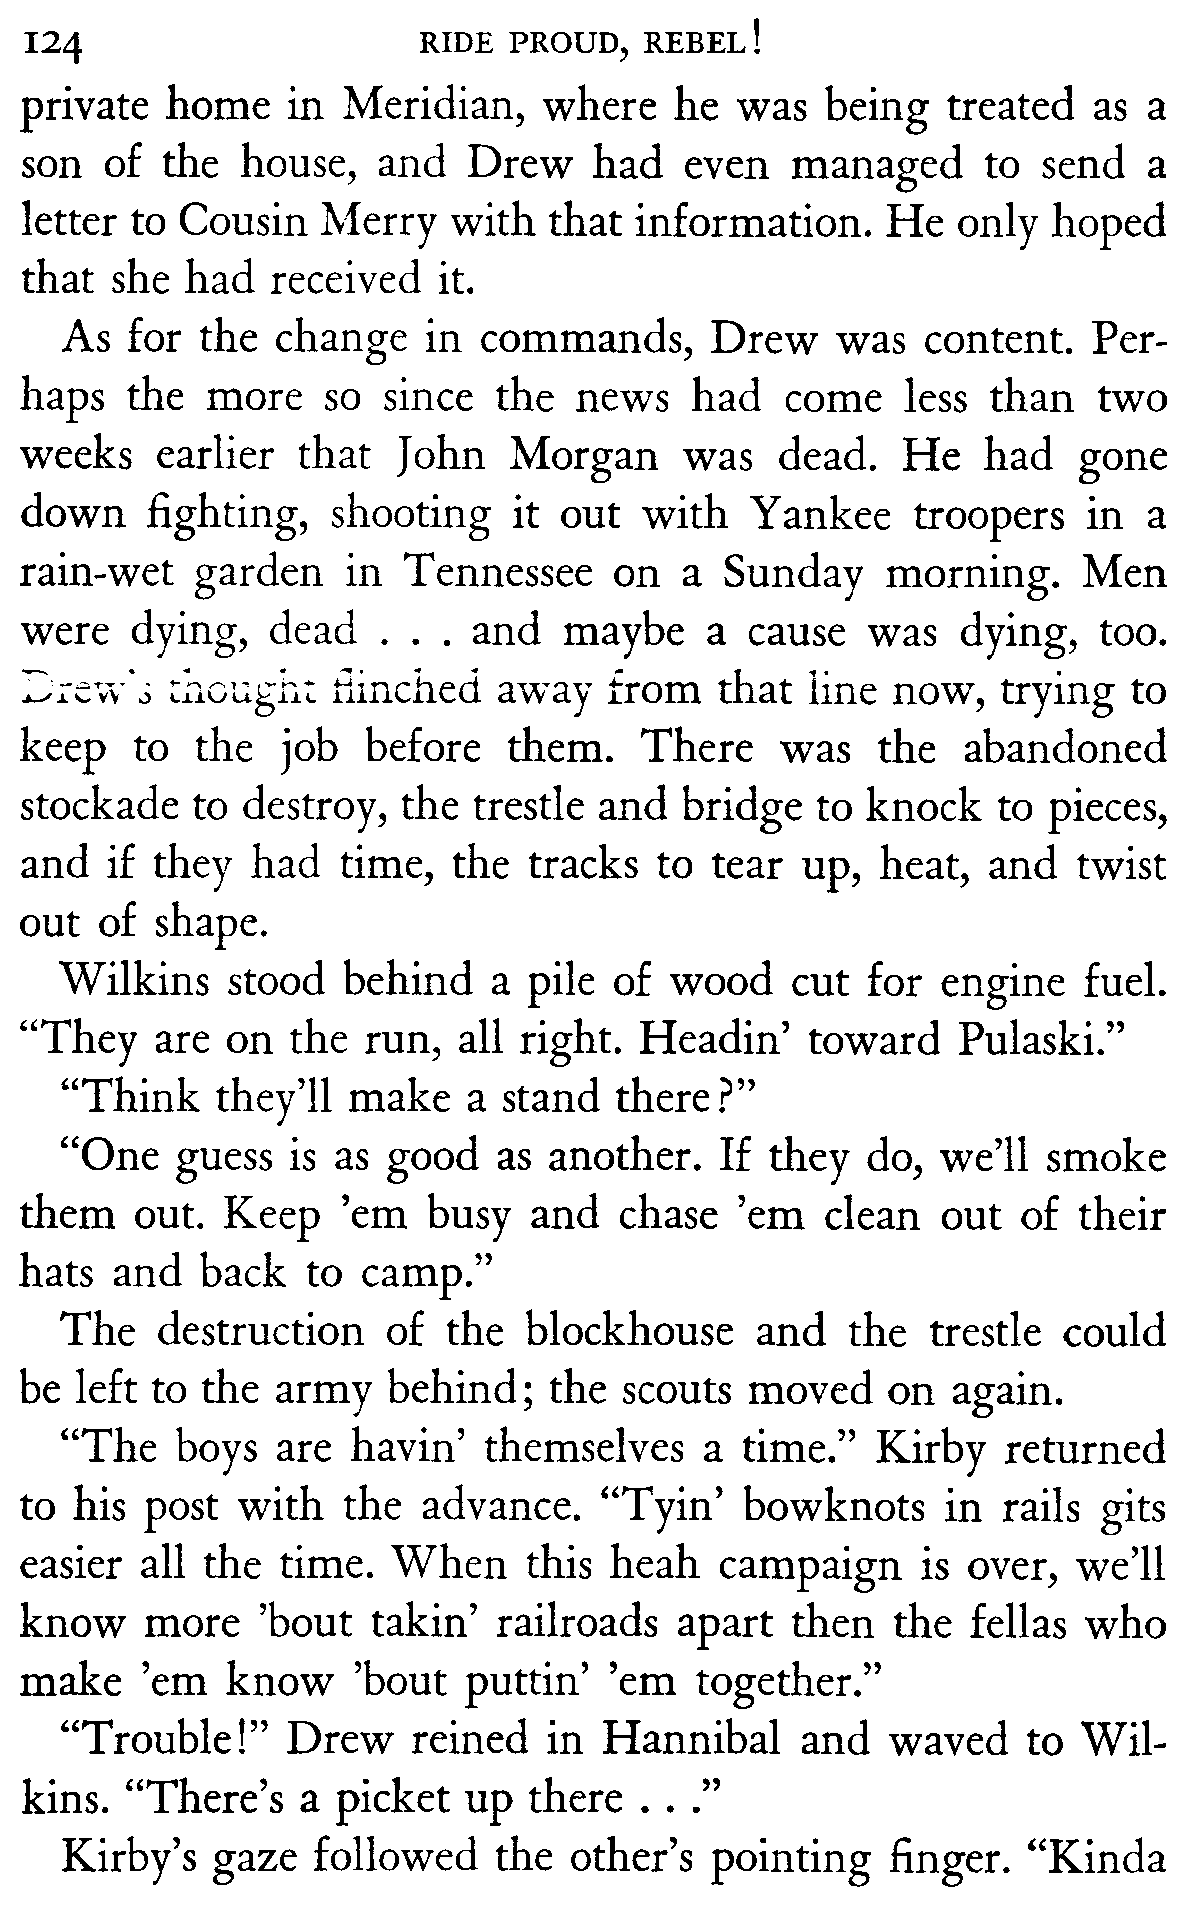 124 RIDE PROUD, REBEL!
private home in Meridian, where he was being treated as a
son of the house, and Drew had even managed to send a
letter to Cousin Merry with that information. He only hoped
that she had received it.
As for the change in commands, Drew was content. Per-
haps the more so since the news had come less than two
weeks earlier that John Morgan was dead. He had gone
down fighting, shooting it out with Yankee troopers in a
rain-wet garden in Tennessee on a Sunday morning. Men
were dying, dead . . . and maybe a cause was dying, too.
Drew's thought flinched away from that line now, trying to
keep to the job before them. There was the abandoned
stockade to destroy, the trestle and bridge to knock to pieces,
and if they had time, the tracks to tear up, heat, and twist
out of shape.
Wilkins stood behind a pile of wood cut for engine fuel.
“They are on the run, all right. Headin’ toward Pulaski.”
“Think they’ll make a stand there?”
“One guess is as good as another. If they do, we’ll smoke
them out. Keep ’em busy and chase ’em clean out of their
hats and back to camp.”
The destruction of the blockhouse and the trestle could
be left to the army behind; the scouts moved on again.
“The boys are havin’ themselves a time.” Kirby returned
to his post with the advance. “Tyin’ bowknots in rails gits
easier all the time. When this heah campaign is over, we’ll
know more ’bout takin’ railroads apart then the fellas who
make ’em know ’bout puttin’ ’em together.”
“Trouble!” Drew reined in Hannibal and waved to Wil-
kins. “There’s a picket up there . . .”
Kirby’s gaze followed the other’s pointing finger. “Kinda